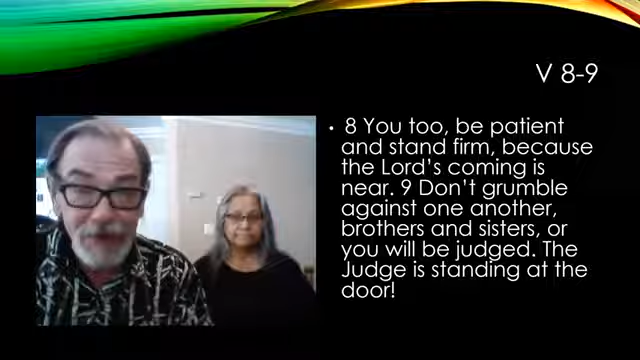 V 8-9
• 8 You too, be patient
and stand firm, because
the Lord’s coming is
near. 9 Don’t grumble
against one another,
brothers and sisters, or
you will be judged. The
Judge is standing at the
door!